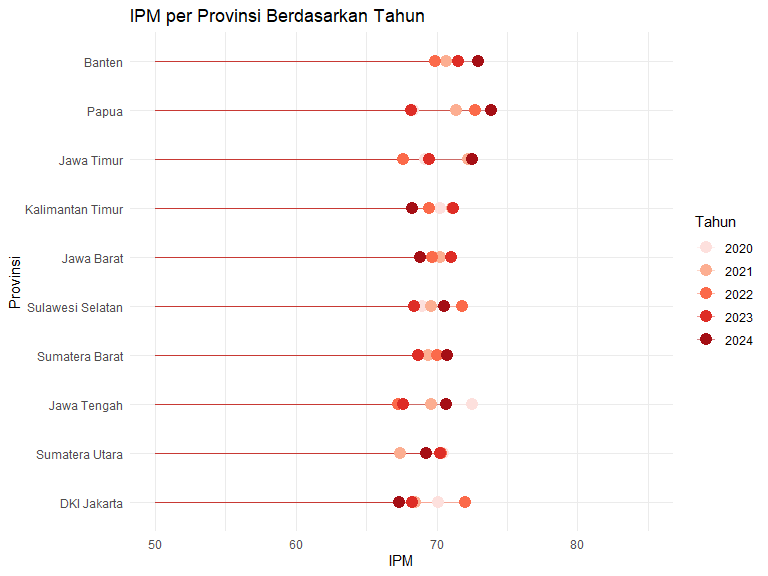 IPM per Provinsi Berdasarkan Tahun
Provinsi
Banten
Papua
Jawa Timur
Kalimantan Timur
Jawa Barat
Sulawesi Selatan
Sumatera Barat
Jawa Tengah
Sumatera Utara
DKI Jakarta
50 60 70 80
IPM
Tahun
2020
2021
2022
2023
2024